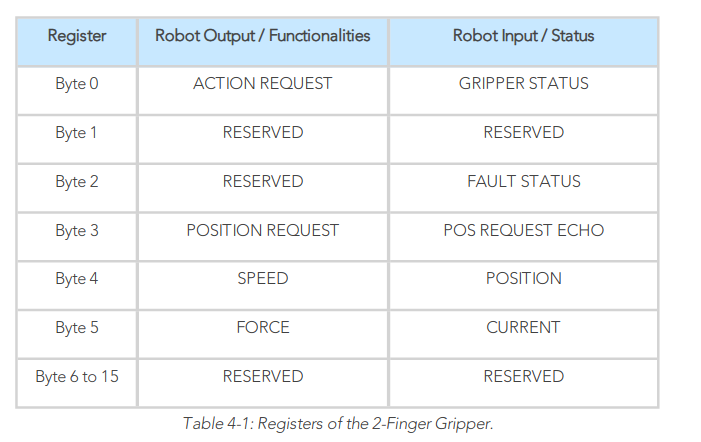 Register Robot Output / Functionalities Robot Input / Status
Byte 0 ACTION REQUEST GRIPPER STATUS
Byte 1 RESERVED RESERVED
Byte 2 RESERVED FAULT STATUS
Byte 3 POSITION REQUEST POS REQUEST ECHO
Byte 4 SPEED POSITION
Byte 5 FORCE CURRENT
Byte 6 to 15 RESERVED RESERVED
Table 4-1: Registers of the 2-Finger Gripper.